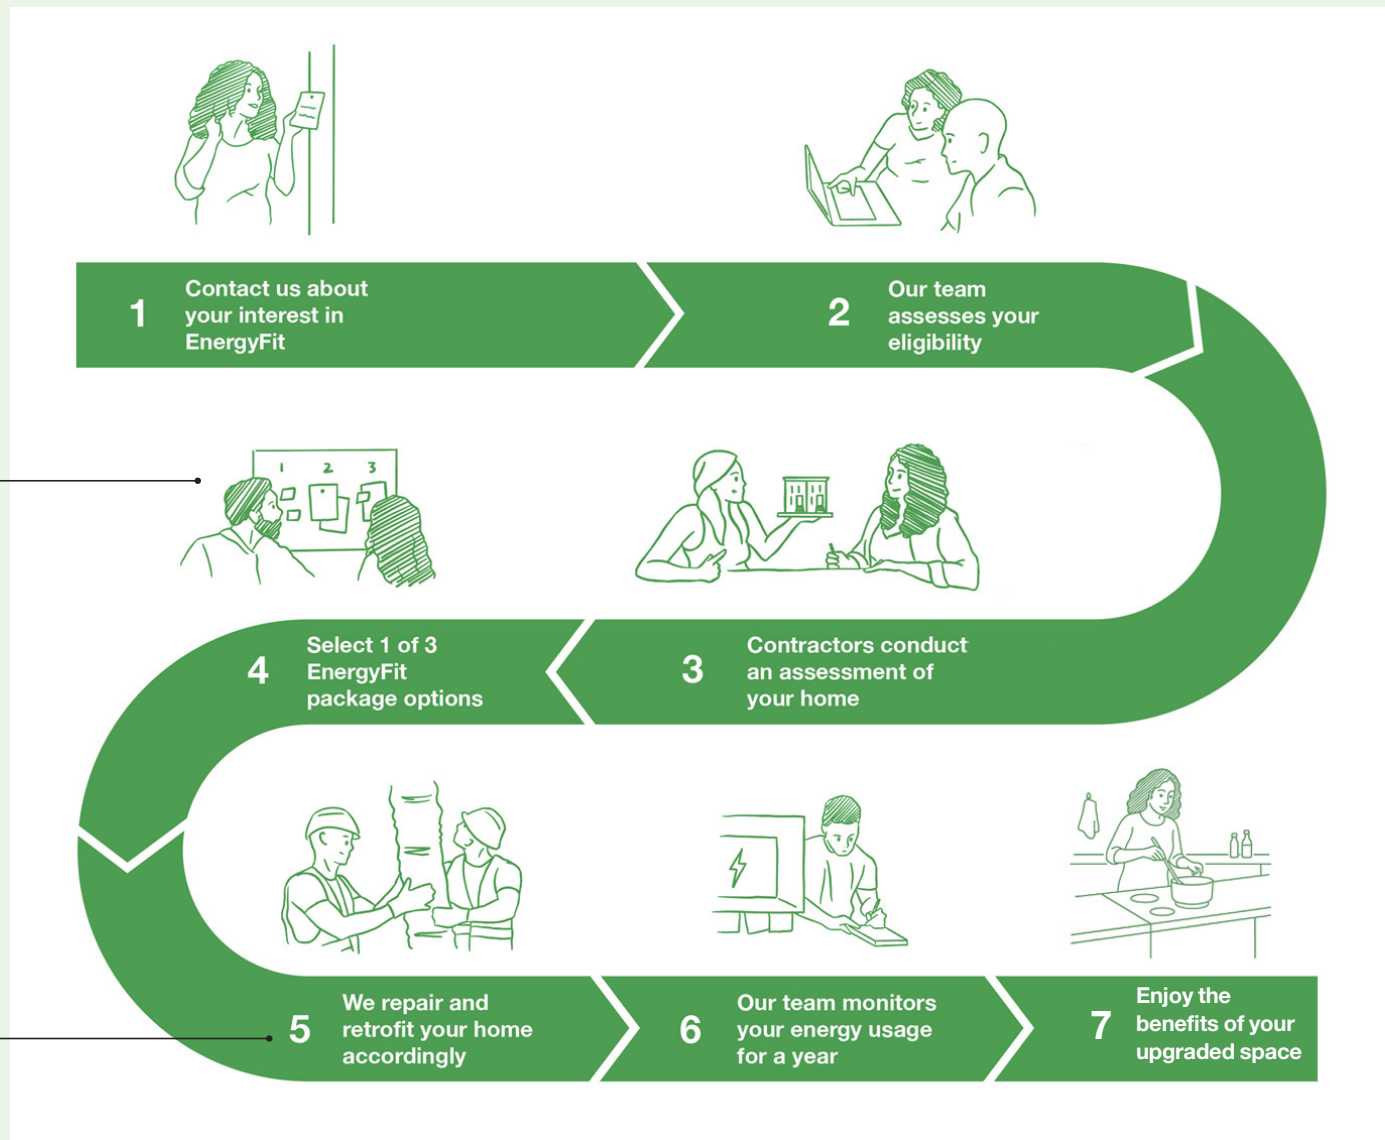 1
Contact us about
your interest in
EnergyFit
2
Our team
assesses your
eligibility
1 2 3
3
Contractors conduct
an assessment of
your home
4
Select 1 of 3
EnergyFit
package options
5
We repair and
retrofit your home
accordingly
6
Our team monitors
your energy usage
for a year
7
Enjoy the
benefits of your
upgraded space